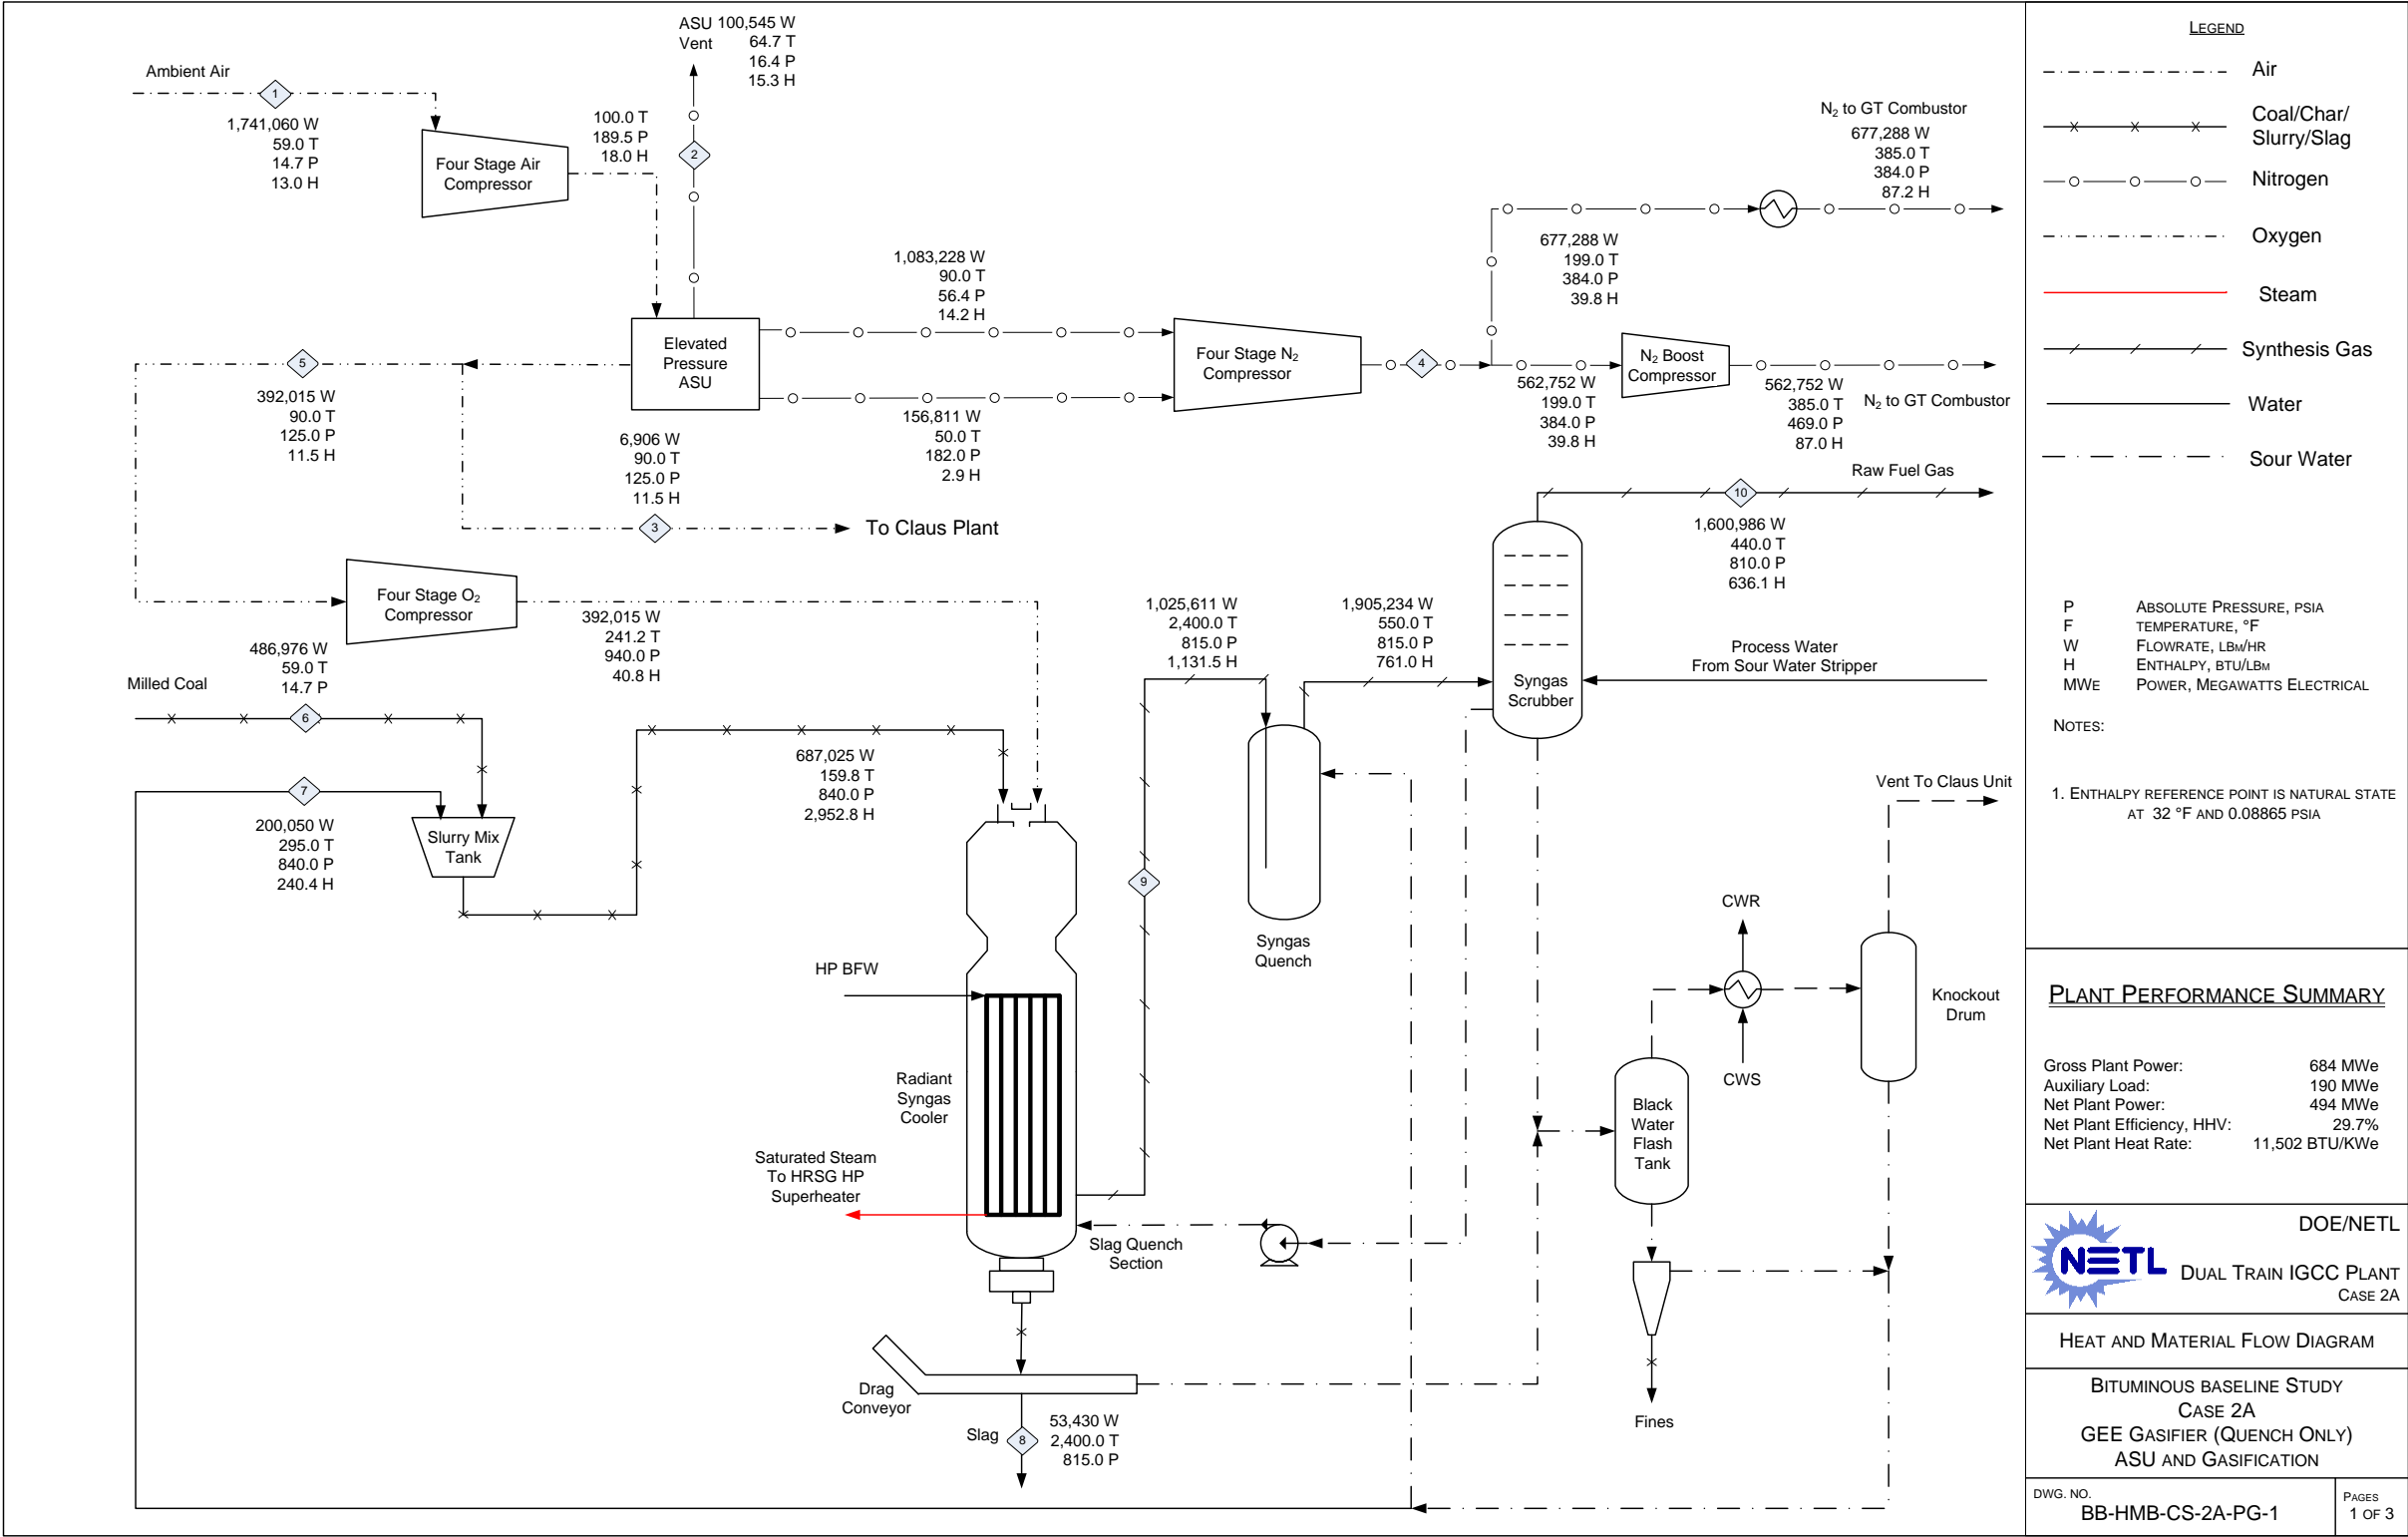 ASU
Vent
100,545 W
64.7 T
16.4 P
15.3 H
Ambient Air
1
1,741,060 W
59.0 T
14.7 P
13.0 H
Four Stage Air
Compressor
100.0 T
189.5 P
18.0 H
2
N2 to GT Combustor
677,288 W
385.0 T
384.0 P
87.2 H
1,083,228 W
90.0 T
56.4 P
14.2 H
677,288 W
199.0 T
384.0 P
39.8 H
Elevated
Pressure
ASU
Four Stage N2
Compressor
4
N2 Boost
Compressor
562,752 W
199.0 T
384.0 P
39.8 H
562,752 W
385.0 T
469.0 P
87.0 H
N2 to GT Combustor
5
392,015 W
90.0 T
125.0 P
11.5 H
6,906 W
90.0 T
125.0 P
11.5 H
156,811 W
50.0 T
182.0 P
2.9 H
3
To Claus Plant
Raw Fuel Gas
10
1,600,986 W
440.0 T
810.0 P
636.1 H
Four Stage O2
Compressor
392,015 W
241.2 T
940.0 P
40.8 H
1,025,611 W
2,400.0 T
815.0 P
1,131.5 H
1,905,234 W
550.0 T
815.0 P
761.0 H
Syngas
Scrubber
Process Water
From Sour Water Stripper
486,976 W
59.0 T
14.7 P
Milled Coal
6
7
200,050 W
295.0 T
840.0 P
240.4 H
Slurry Mix
Tank
687,025 W
159.8 T
840.0 P
2,952.8 H
9
Syngas
Quench
Vent To Claus Unit
CWR
CWS
Knockout
Drum
HP BFW
Radiant
Syngas
Cooler
Black
Water
Flash
Tank
Saturated Steam
To HRSG HP
Superheater
Slag Quench
Section
Drag
Conveyor
Slag
8
53,430 W
2,400.0 T
815.0 P
Fines
LEGEND
Air
Coal/Char/
Slurry/Slag
Nitrogen
Oxygen
Steam
Synthesis Gas
Water
Sour Water
P ABSOLUTE PRESSURE, PSIA
F TEMPERATURE, °F
W FLOWRATE, LBM/HR
H ENTHALPY, BTU/LBM
MWE POWER, MEGAWATTS ELECTRICAL
NOTES:
1. ENTHALPY REFERENCE POINT IS NATURAL STATE
AT 32 °F AND 0.08865 PSIA
PLANT PERFORMANCE SUMMARY
Gross Plant Power: 684 MWe
Auxiliary Load: 190 MWe
Net Plant Power: 494 MWe
Net Plant Efficiency, HHV: 29.7%
Net Plant Heat Rate: 11,502 BTU/KWe
NETL
DOE/NETL
DUAL TRAIN IGCC PLANT
CASE 2A
HEAT AND MATERIAL FLOW DIAGRAM
BITUMINOUS BASELINE STUDY
CASE 2A
GEE GASIFIER (QUENCH ONLY)
ASU AND GASIFICATION
DWG. NO.
BB-HMB-CS-2A-PG-1
PAGES
1 OF 3